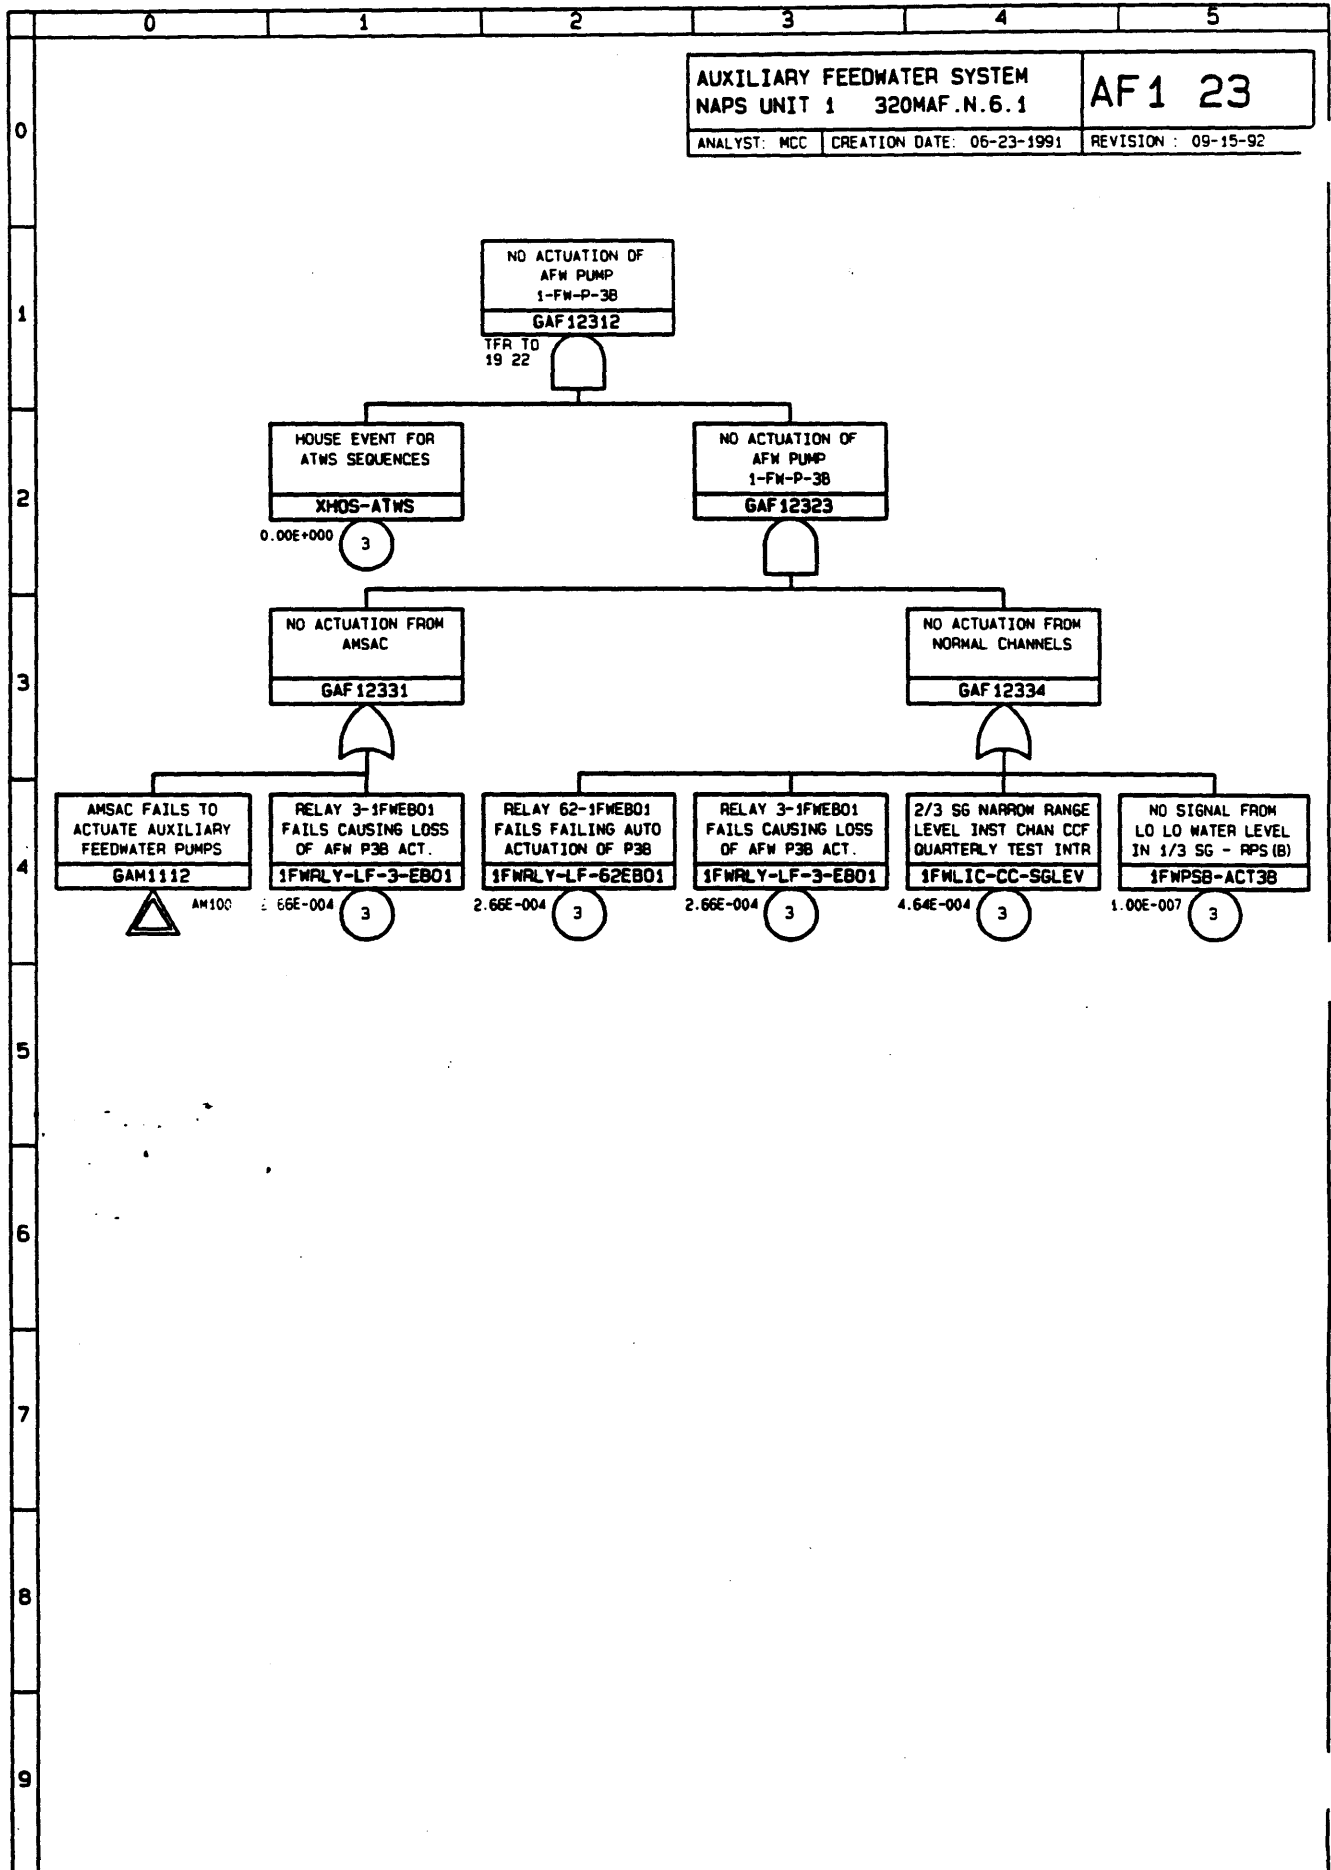 0 1 2 3 4 5
AUXILIARY FEEDWATER SYSTEM
NAPS UNIT 1 320MAF.N.6.1
AF1 23
ANALYST: MCC
CREATION DATE: 06-23-1991
REVISION : 09-15-92
0
NO ACTUATION OF
AFW PUMP
1-FW-P-3B
GAF12312
TFR TO
19 22
1
HOUSE EVENT FOR
ATWS SEQUENCES
XHOS-ATWS
0.00E+000
3
NO ACTUATION OF
AFW PUMP
1-FW-P-3B
GAF12323
2
NO ACTUATION FROM
AMSAC
GAF12331
NO ACTUATION FROM
NORMAL CHANNELS
GAF12334
3
AMSAC FAILS TO
ACTUATE AUXILIARY
FEEDWATER PUMPS
GAM1112
AM100
RELAY 3-1FWEB01
FAILS CAUSING LOSS
OF AFW P3B ACT.
1FWRLY-LF-3-EB01
66E-004
3
RELAY 62-1FWEB01
FAILS FAILING AUTO
ACTUATION OF P3B
1FWRLY-LF-62EB01
2.66E-004
3
RELAY 3-1FWEB01
FAILS CAUSING LOSS
OF AFW P3B ACT.
1FWRLY-LF-3-EB01
2.66E-004
3
2/3 SG NARROW RANGE
LEVEL INST CHAN CCF
QUARTERLY TEST INTR
1FWLIC-CC-SGLEV
4.64E-004
3
NO SIGNAL FROM
LO LO WATER LEVEL
IN 1/3 SG - RPS(B)
1FWPSB-ACT3B
1.00E-007
3
4
5
6
7
8
9